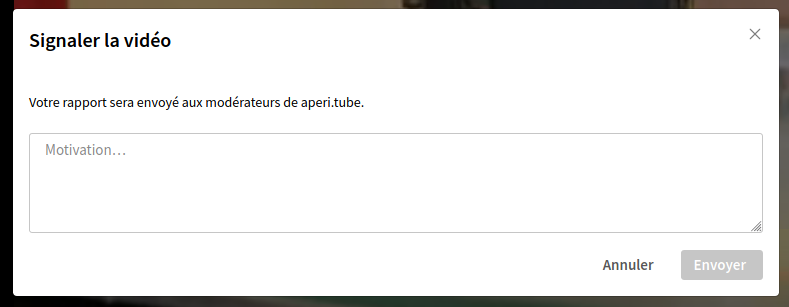 Signaler la vidéo
Votre rapport sera envoyé aux modérateurs de aperi.tube.
Motivation…
Annuler
Envoyer